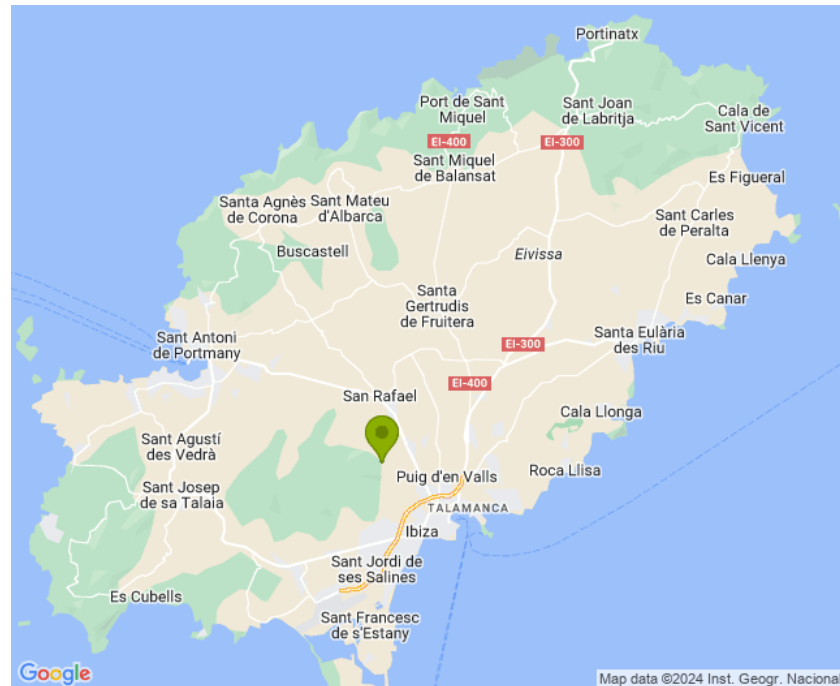 Portinatx
Port de Sant
Miquel
Sant Joan
de Labritja
Cala de
Sant Vicent
EI-400
EI-300
Sant Miquel
de Balansat
Es Figueral
Santa Agnès
de Corona
Sant Mateu
d'Albarca
Sant Carles
de Peralta
Buscastell
Eivissa
Cala Llenya
Santa
Gertrudis
de Fruitera
Es Canar
Sant Antoni
de Portmany
EI-300
Santa Eulària
des Riu
EI-400
San Rafael
Cala Llonga
Sant Agustí
des Vedrà
Puig d'en Valls
Roca Llisa
Sant Josep
de sa Talaia
TALAMANCA
Ibiza
Sant Jordi de
ses Salines
Es Cubells
Sant Francesc
de s'Estany
Google
Map data ©2024 Inst. Geogr. Nacional